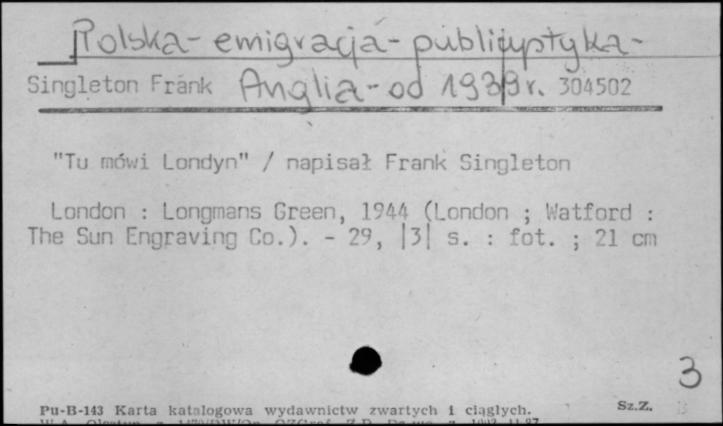 Polska - emigracja - publicystyka -
Singleton Frank Anglia - od 1939 r. 304502
"Tu mówi Londyn" / napisał Frank Singleton
London : Longmans Green, 1944 (London ; Watford :
The Sun Engraving Co.). - 29, |3| s. : fot. ; 21 cm
3
Pu-B-143 Karta katalogowa wydawnictw zwartych i ciągłych. Sz.Z.